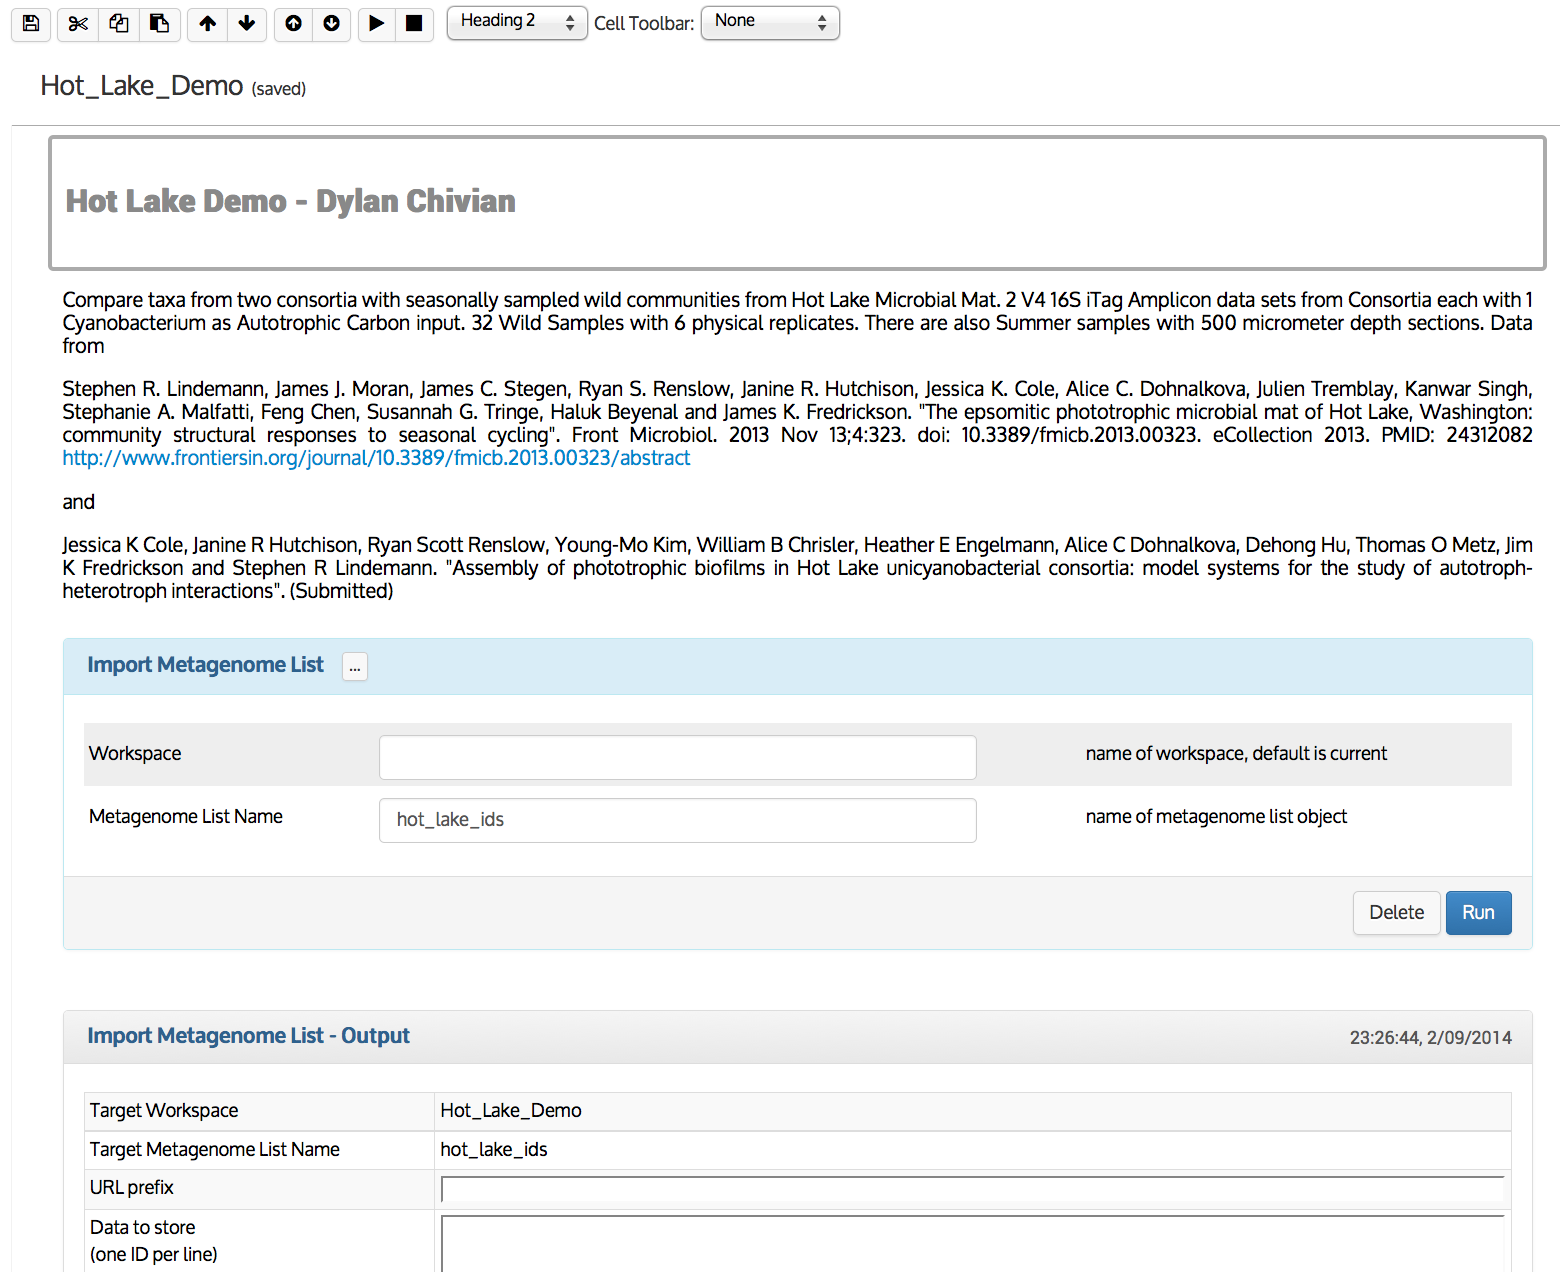 Heading 2 Cell Toolbar: None
Hot_Lake_Demo (saved)
Hot Lake Demo - Dylan Chivian
Compare taxa from two consortia with seasonally sampled wild communities from Hot Lake Microbial Mat. 2 V4 16S iTag Amplicon data sets from Consortia each with 1
Cyanobacterium as Autotrophic Carbon input. 32 Wild Samples with 6 physical replicates. There are also Summer samples with 500 micrometer depth sections. Data
from
Stephen R. Lindemann, James J. Moran, James C. Stegen, Ryan S. Renslow, Janine R. Hutchison, Jessica K. Cole, Alice C. Dohnalkova, Julien Tremblay, Kanwar Singh,
Stephanie A. Malfatti, Feng Chen, Susannah G. Tringe, Haluk Beyenal and James K. Fredrickson. "The epsomitic phototrophic microbial mat of Hot Lake, Washington:
community structural responses to seasonal cycling". Front Microbiol. 2013 Nov 13;4:323. doi: 10.3389/fmicb.2013.00323. eCollection 2013. PMID: 24312082
http://www.frontiersin.org/journal/10.3389/fmicb.2013.00323/abstract
and
Jessica K Cole, Janine R Hutchison, Ryan Scott Renslow, Young-Mo Kim, William B Chrisler, Heather E Engelmann, Alice C Dohnalkova, Dehong Hu, Thomas O Metz, Jim
K Fredrickson and Stephen R Lindemann. "Assembly of phototrophic biofilms in Hot Lake unicyanobacterial consortia: model systems for the study of autotroph-
heterotroph interactions". (Submitted)
Import Metagenome List ...
Workspace name of workspace, default is current
Metagenome List Name hot_lake_ids name of metagenome list object
Delete Run
Import Metagenome List - Output 23:26:44, 2/09/2014
Target Workspace Hot_Lake_Demo
Target Metagenome List Name hot_lake_ids
URL prefix
Data to store
(one ID per line)